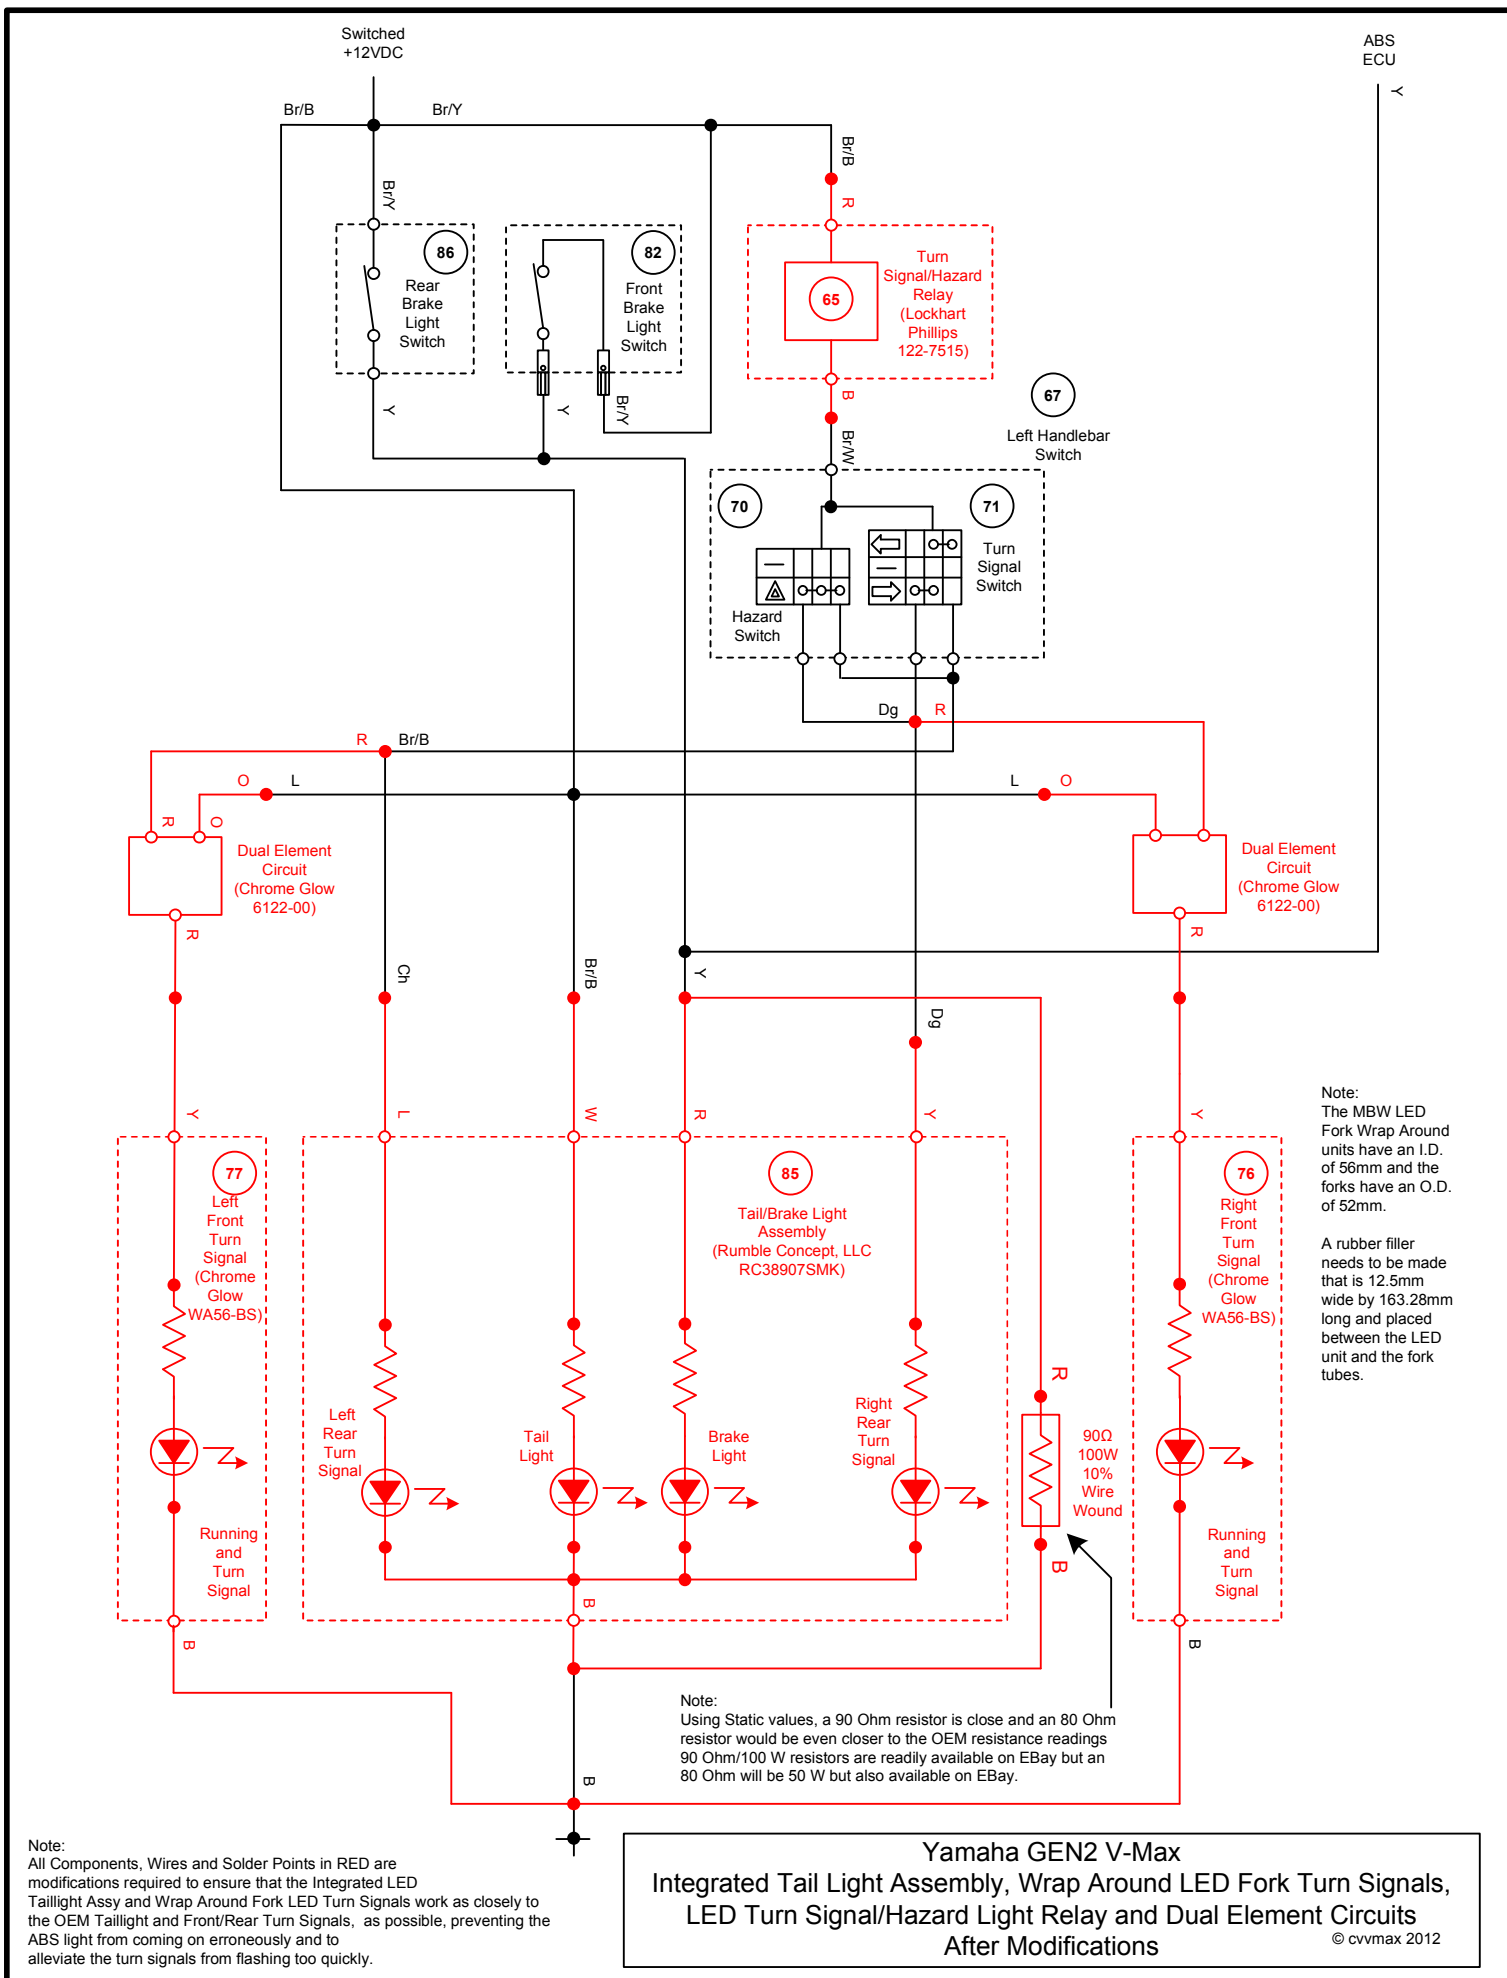 Switched
+12VDC
ABS
ECU
Y
Br/B
Br/Y
Br/B
R
Br/Y
86
Rear
Brake
Light
Switch
82
Front
Brake
Light
Switch
65
Turn
Signal/Hazard
Relay
(Lockhart
Phillips
122-7515)
Y
Y
Br/Y
B
Br/W
67
Left Handlebar
Switch
70
71
Turn
Signal
Switch
Hazard
Switch
Dg
R
R
Br/B
O
L
L
O
R
O
Dual Element
Circuit
(Chrome Glow
6122-00)
Dual Element
Circuit
(Chrome Glow
6122-00)
R
R
Ch
Br/B
Y
Dg
Y
L
W
R
Y
Y
77
Left
Front
Turn
Signal
(Chrome
Glow
WA56-BS)
85
Tail/Brake Light
Assembly
(Rumble Concept, LLC
RC38907SMK)
76
Right
Front
Turn
Signal
(Chrome
Glow
WA56-BS)
Note:
The MBW LED
Fork Wrap Around
units have an I.D.
of 56mm and the
forks have an O.D.
of 52mm.
A rubber filler
needs to be made
that is 12.5mm
wide by 163.28mm
long and placed
between the LED
unit and the fork
tubes.
Left
Rear
Turn
Signal
Tail
Light
Brake
Light
Right
Rear
Turn
Signal
R
90Ω
100W
10%
Wire
Wound
B
Running
and
Turn
Signal
Running
and
Turn
Signal
B
B
B
Note:
Using Static values, a 90 Ohm resistor is close and an 80 Ohm
resistor would be even closer to the OEM resistance readings
90 Ohm/100 W resistors are readily available on EBay but an
80 Ohm will be 50 W but also available on EBay.
B
Note:
All Components, Wires and Solder Points in RED are
modifications required to ensure that the Integrated LED
Taillight Assy and Wrap Around Fork LED Turn Signals work as closely to
the OEM Taillight and Front/Rear Turn Signals, as possible, preventing the
ABS light from coming on erroneously and to
alleviate the turn signals from flashing too quickly.
Yamaha GEN2 V-Max
Integrated Tail Light Assembly, Wrap Around LED Fork Turn Signals,
LED Turn Signal/Hazard Light Relay and Dual Element Circuits
After Modifications
© cvvmax 2012